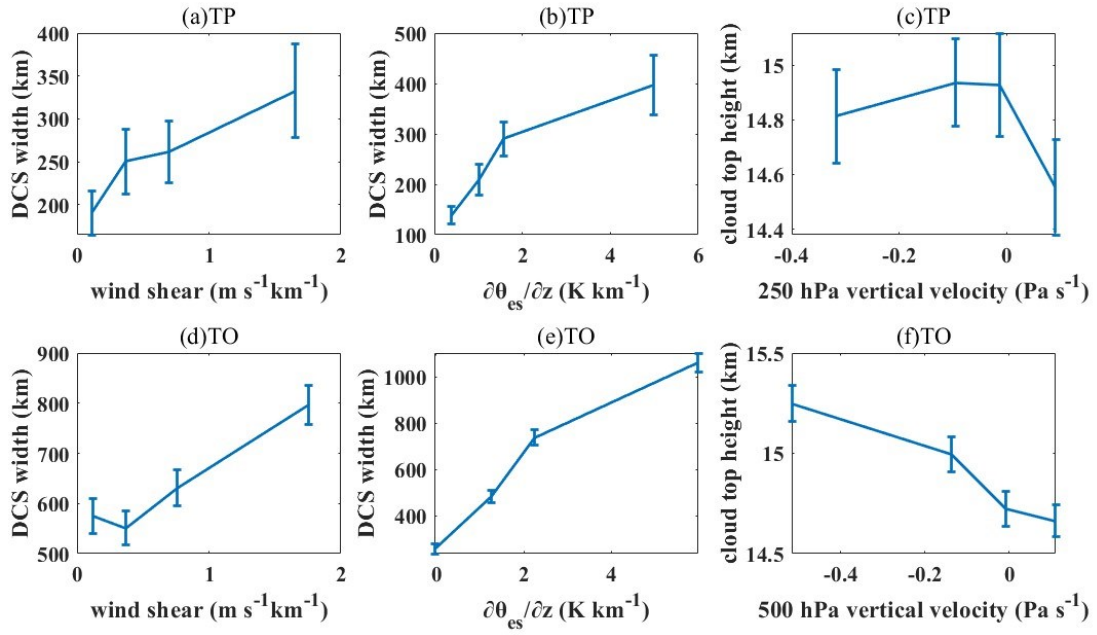 (a)TP
400
350
300
250
200
DCS width (km)
0 1 2
wind shear (m s⁻¹km⁻¹)
(b)TP
500
400
300
200
100
DCS width (km)
0 2 4 6
∂θes/∂z (K km⁻¹)
(c)TP
15
14.8
14.6
14.4
cloud top height (km)
-0.4 -0.2 0
250 hPa vertical velocity (Pa s⁻¹)
(d)TO
900
800
700
600
500
DCS width (km)
0 1 2
wind shear (m s⁻¹km⁻¹)
(e)TO
1000
800
600
400
DCS width (km)
0 2 4
∂θes/∂z (K km⁻¹)
(f)TO
15.5
15
14.5
cloud top height (km)
-0.4 -0.2 0
500 hPa vertical velocity (Pa s⁻¹)